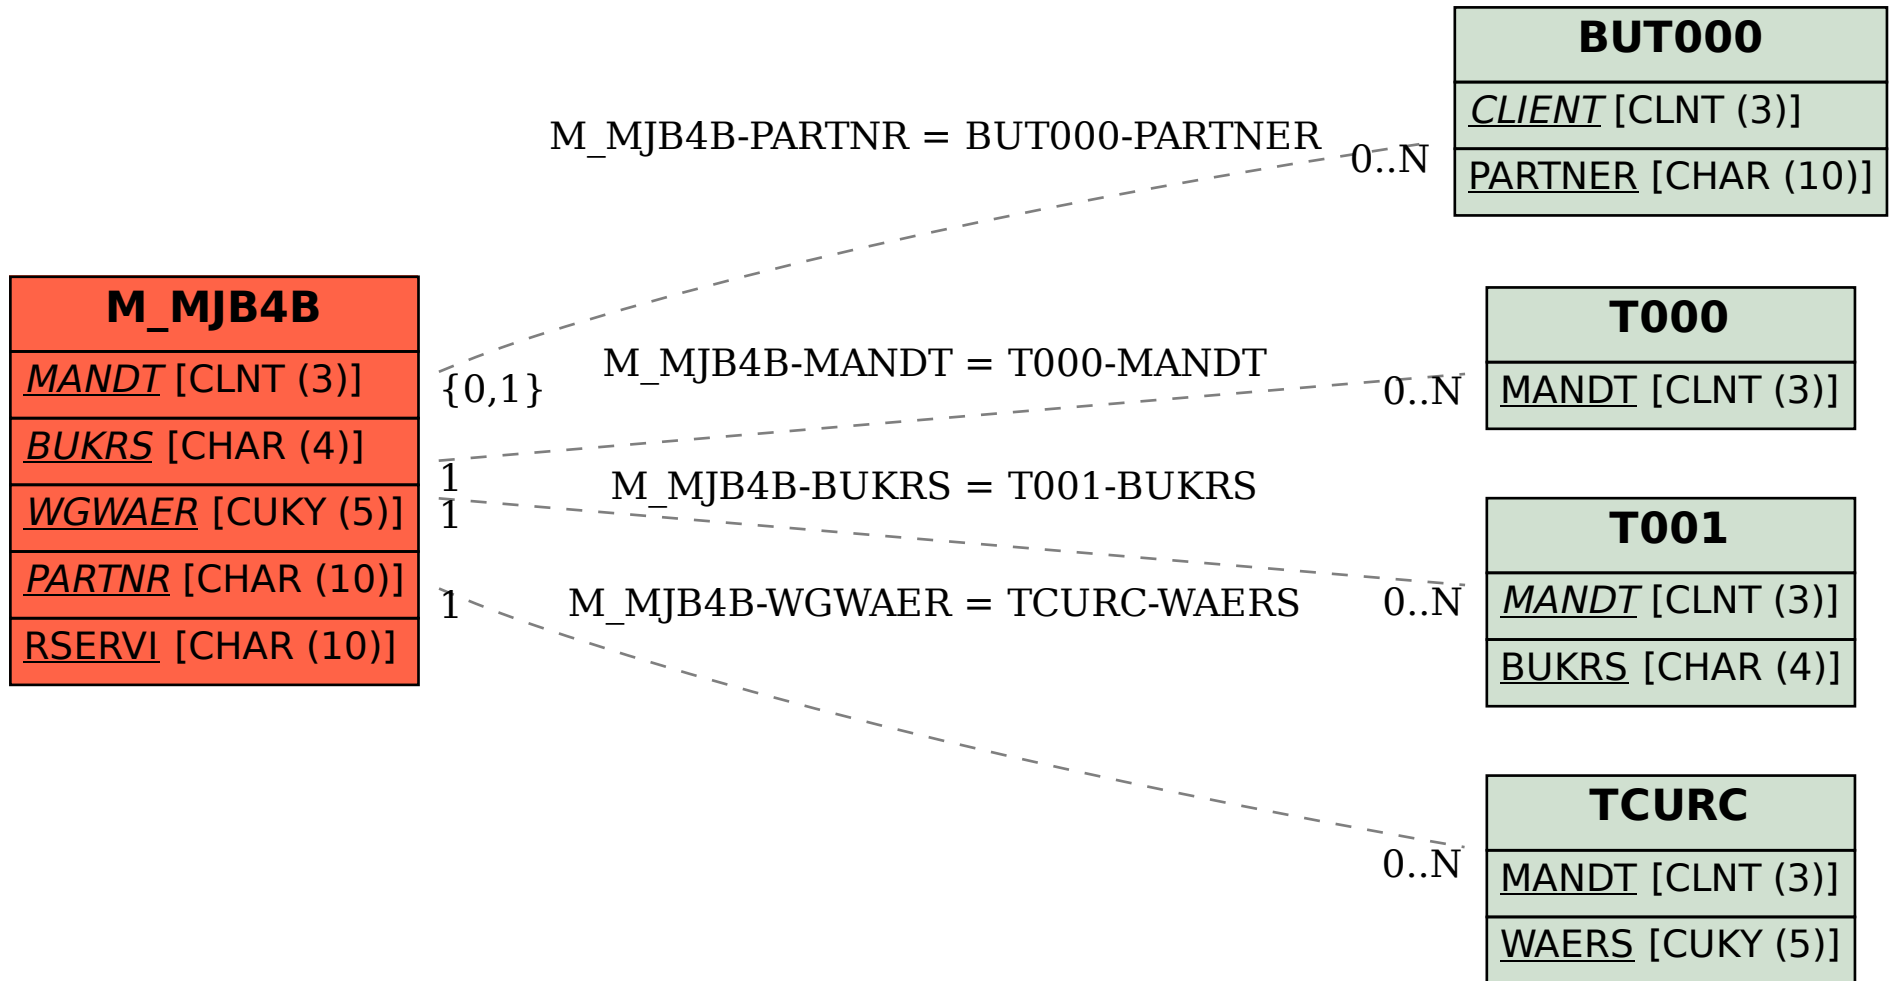 BUT000
CLIENT [CLNT (3)]
PARTNER [CHAR (10)]
M_MJB4B-PARTNR = BUT000-PARTNER
0..N
M_MJB4B
MANDT [CLNT (3)]
BUKRS [CHAR (4)]
WGWAER [CUKY (5)]
PARTNR [CHAR (10)]
RSERVI [CHAR (10)]
{0,1}
M_MJB4B-MANDT = T000-MANDT
0..N
T000
MANDT [CLNT (3)]
1
M_MJB4B-BUKRS = T001-BUKRS
1
0..N
T001
MANDT [CLNT (3)]
BUKRS [CHAR (4)]
1
M_MJB4B-WGWAER = TCURC-WAERS
0..N
TCURC
MANDT [CLNT (3)]
WAERS [CUKY (5)]